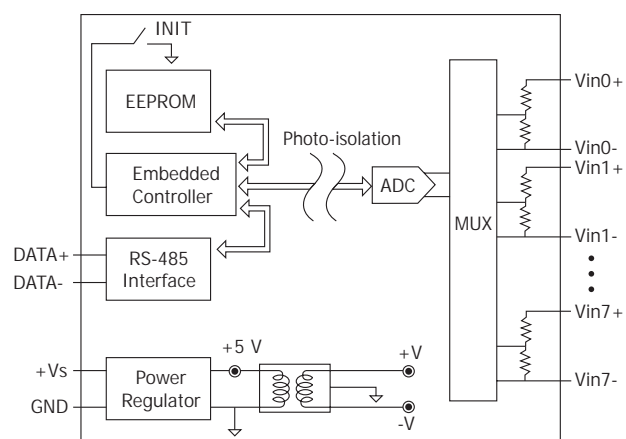 INIT
EEPROM
Photo-isolation
Embedded
Controller
ADC
MUX
RS-485
Interface
DATA+
DATA-
Vin0+
Vin0-
Vin1+
Vin1-
Vin7+
Vin7-
+5 V
+V
-V
+Vs
GND
Power
Regulator